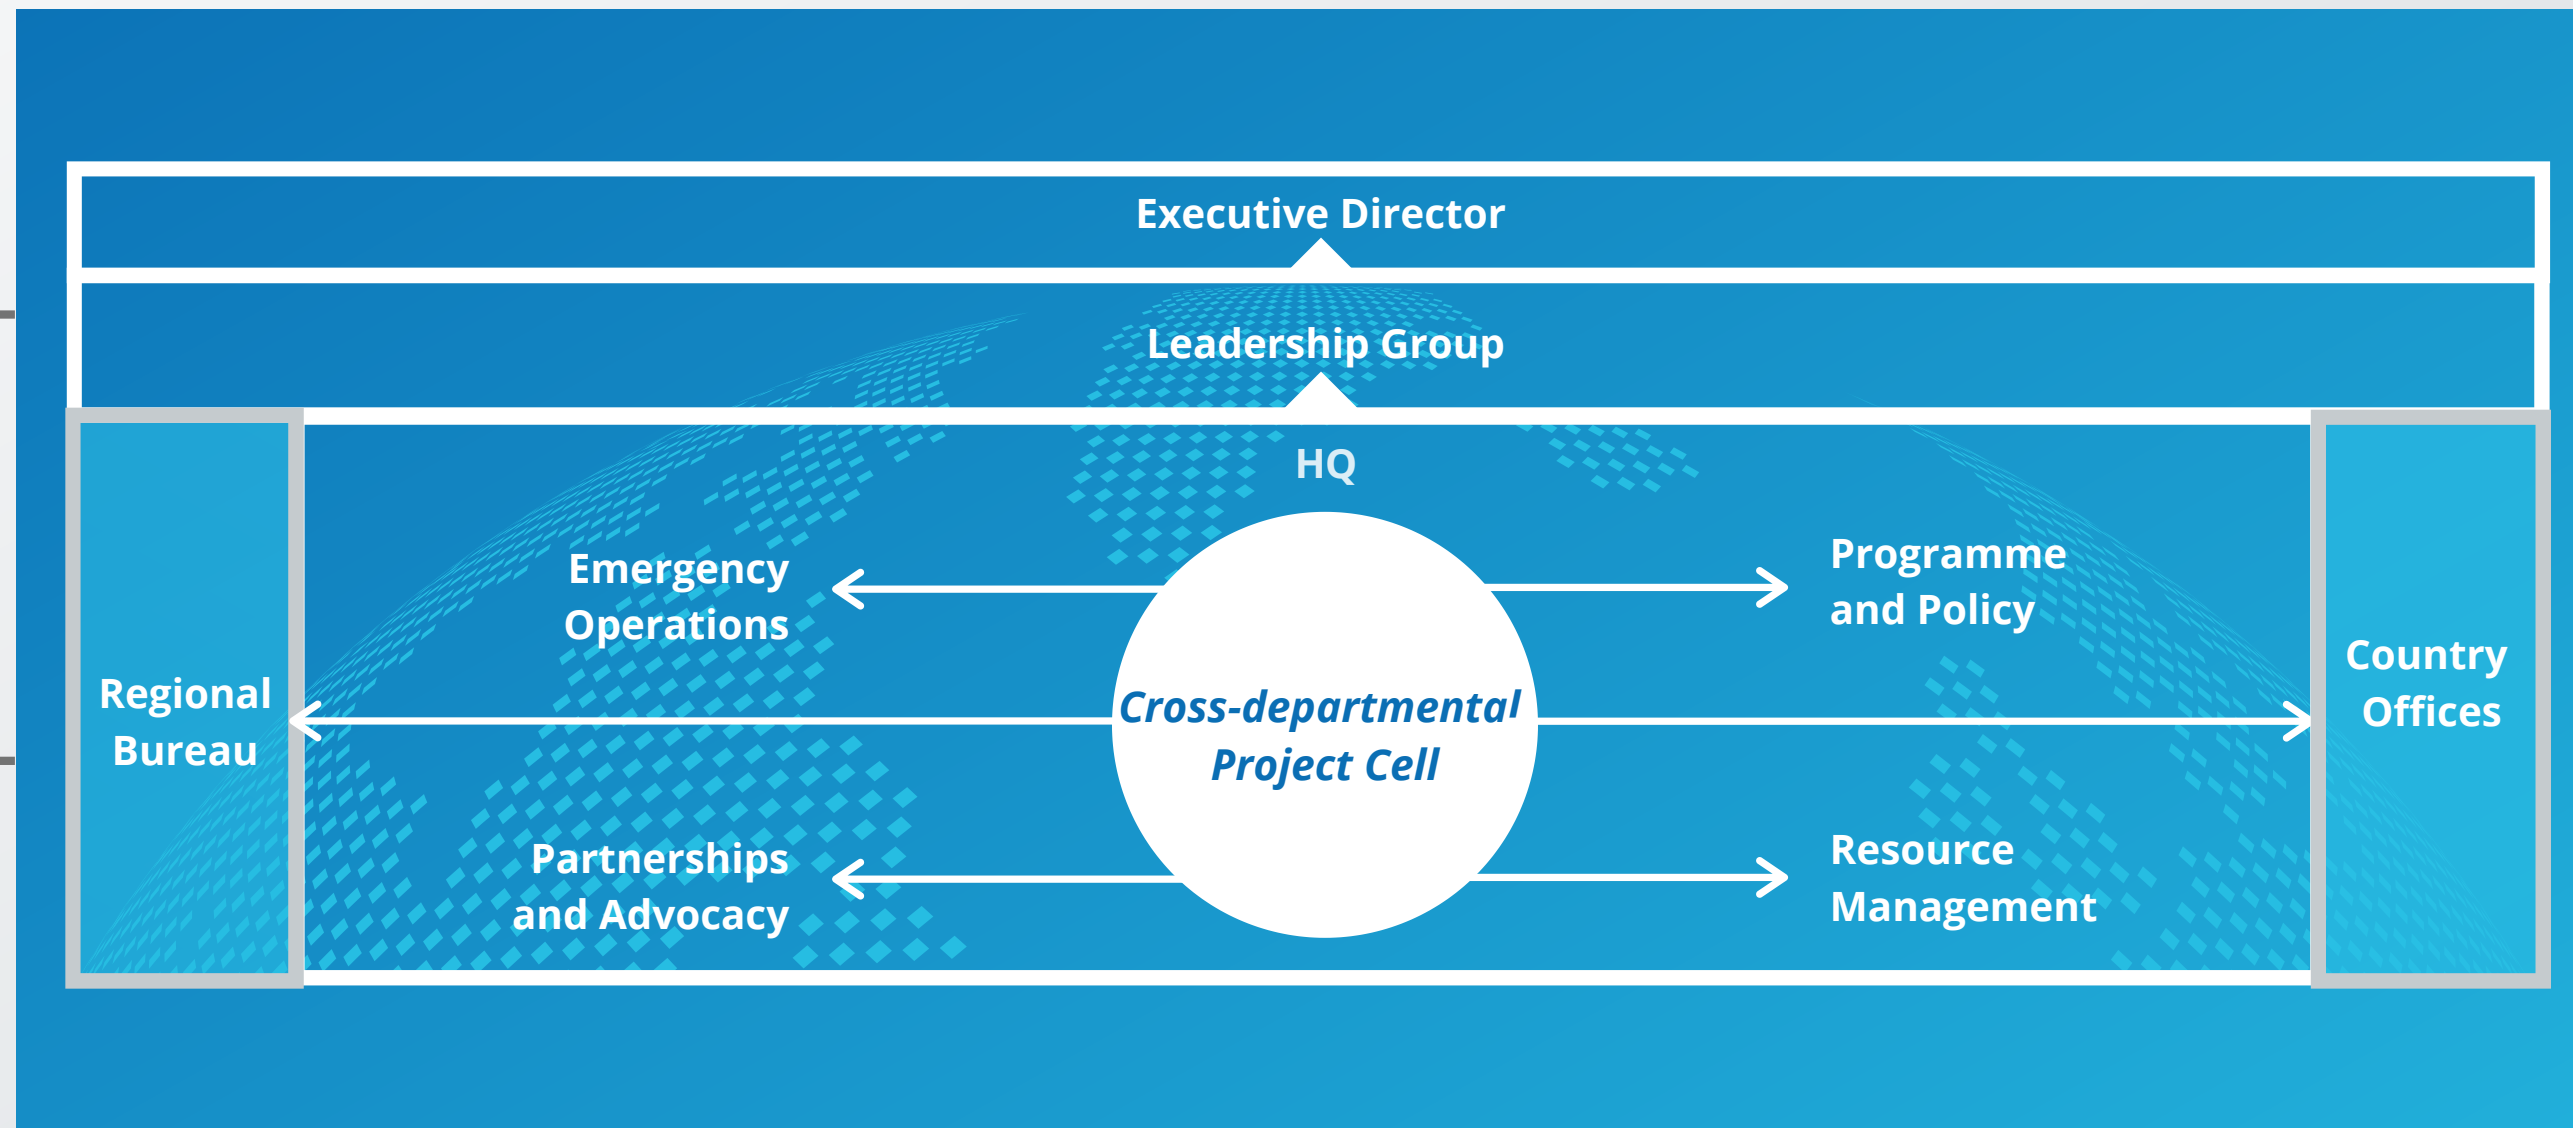 Executive Director
Leadership Group
HQ
Emergency
Operations
Programme
and Policy
Regional
Bureau
Cross-departmental
Project Cell
Country
Offices
Partnerships
and Advocacy
Resource
Management